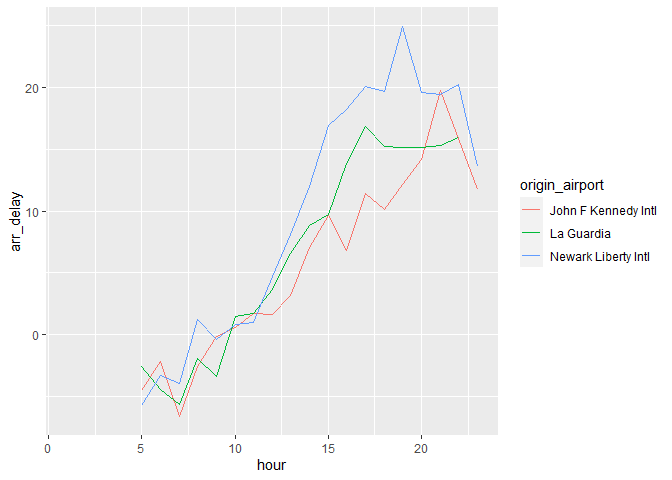 20
10
0
arr_delay
0 5 10 15 20
hour
origin_airport
John F Kennedy Intl
La Guardia
Newark Liberty Intl